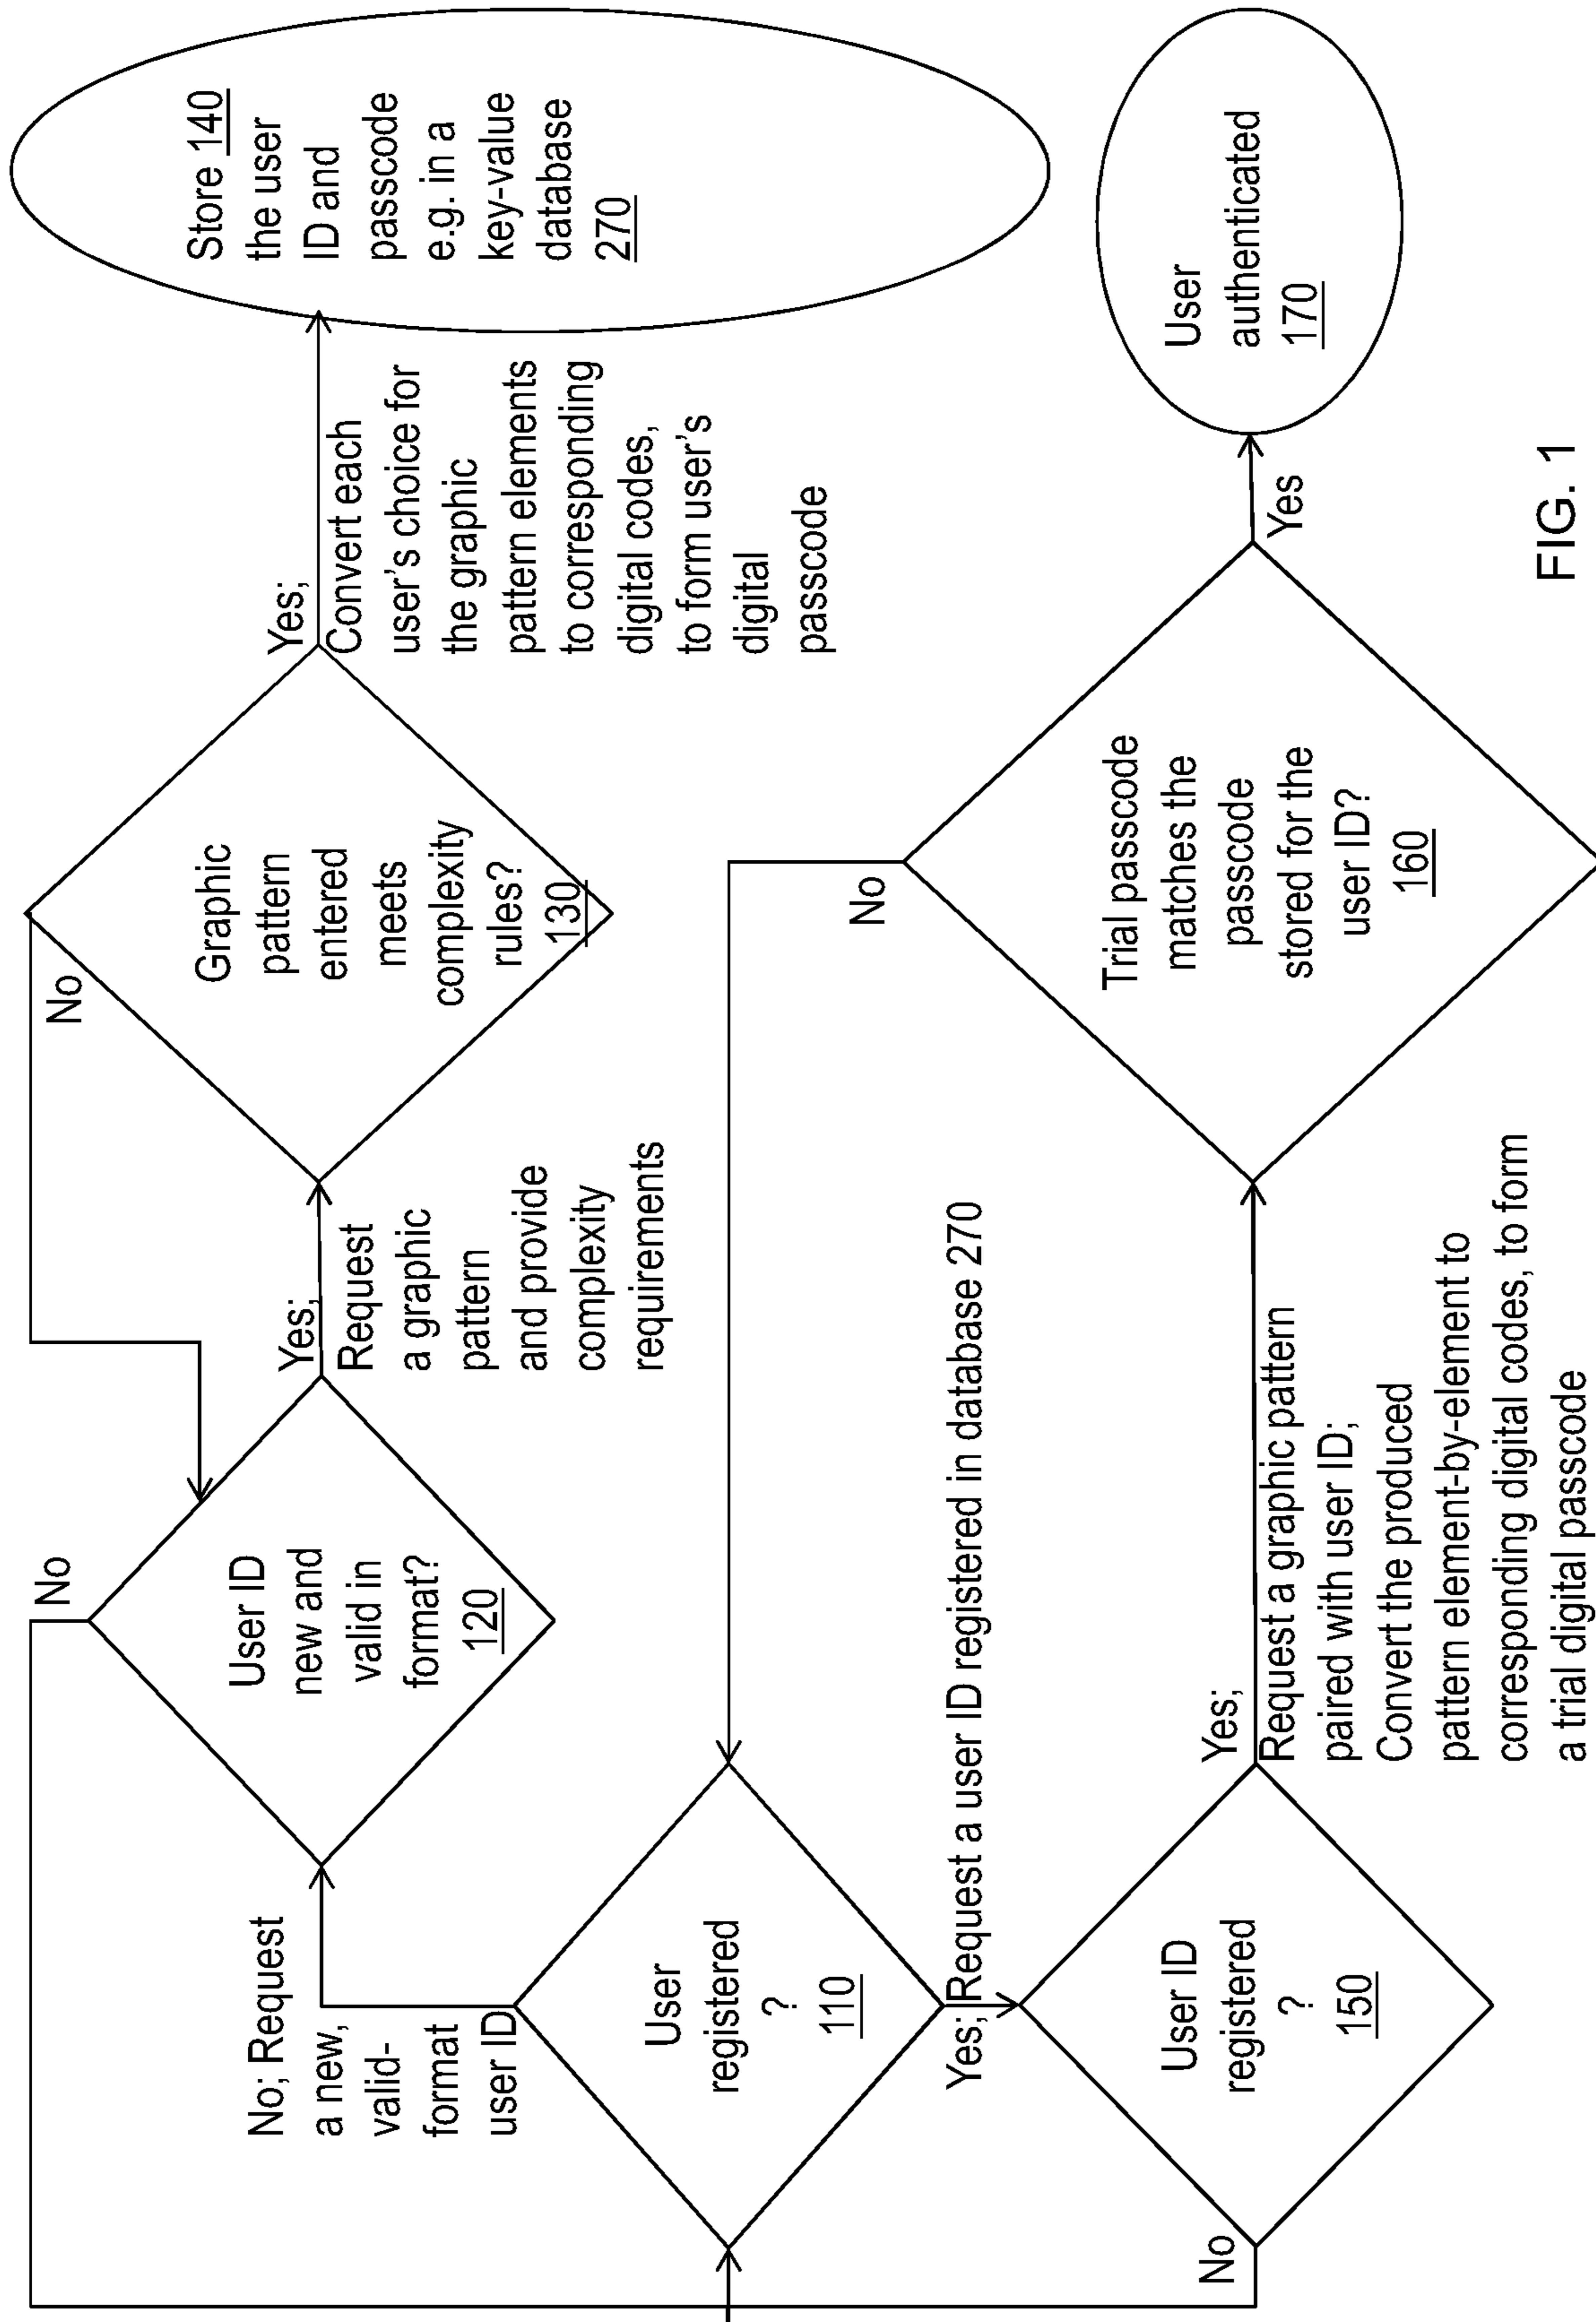 No
No
No; Request
a new,
valid-
format
user ID
User ID
new and
valid in
format?
120
Yes;
Request
a graphic
pattern
and provide
complexity
requirements
Graphic
pattern
entered
meets
complexity
rules?
130
Yes;
Convert each
user's choice for
the graphic
pattern elements
to corresponding
digital codes,
to form user's
digital
passcode
Store 140
the user
ID and
passcode
e.g. in a
key-value
database
270
User
registered
?
110
Yes; Request a user ID registered in database 270
No
User ID
registered
?
150
No
Yes;
Request a graphic pattern
paired with user ID;
Convert the produced
pattern element-by-element to
corresponding digital codes, to form
a trial digital passcode
Trial passcode
matches the
passcode
stored for the
user ID?
160
Yes
User
authenticated
170
FIG. 1